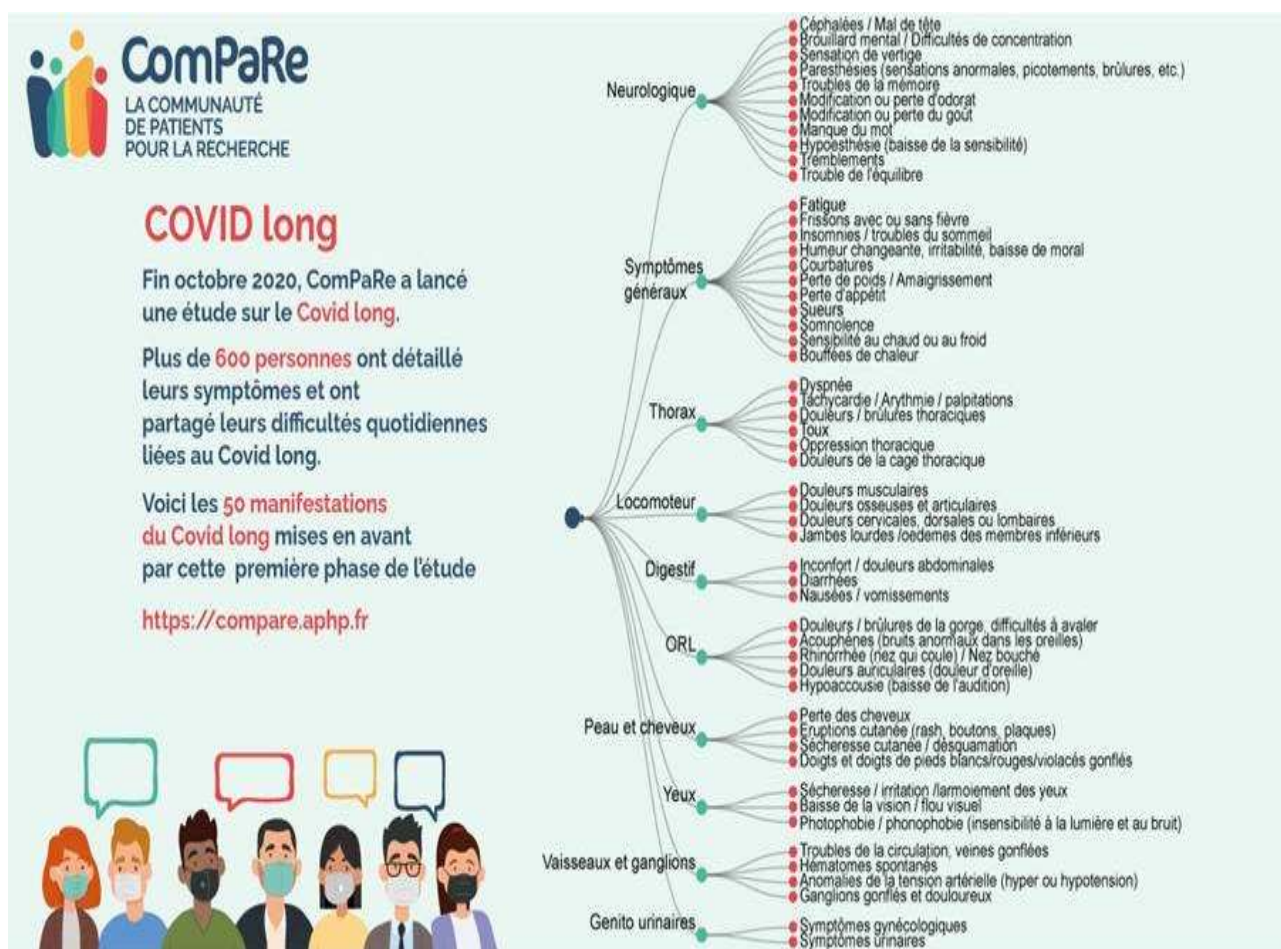 ComPaRe
LA COMMUNAUTÉ
DE PATIENTS
POUR LA RECHERCHE
COVID long
Fin octobre 2020, ComPaRe a lancé
une étude sur le Covid long.
Plus de 600 personnes ont détaillé
leurs symptômes et ont
partagé leurs difficultés quotidiennes
liées au Covid long.
Voici les 50 manifestations
du Covid long mises en avant
par cette première phase de l'étude
https://compare.aphp.fr
Neurologique
Céphalées / Mal de tête
Brouillard mental / Difficultés de concentration
Sensation de vertige
Paresthésies (sensations anormales, picotements, brûlures, etc.)
Troubles de la mémoire
Modification ou perte d'odorat
Modification ou perte du goût
Manque du mot
Hypoesthésie (baisse de la sensibilité)
Tremblements
Trouble de l'équilibre
Symptômes
généraux
Fatigue
Frissons avec ou sans fièvre
Insomnies / troubles du sommeil
Humeur changeante, irritabilité, baisse de moral
Courbatures
Perte de poids / Amaigrissement
Perte d'appétit
Sueurs
Somnolence
Sensibilité au chaud ou au froid
Bouffées de chaleur
Thorax
Dyspnée
Tachycardie / Arythmie / palpitations
Douleurs / brûlures thoraciques
Toux
Oppression thoracique
Douleurs de la cage thoracique
Locomoteur
Douleurs musculaires
Douleurs osseuses et articulaires
Douleurs cervicales, dorsales ou lombaires
Jambes lourdes /oedemes des membres inférieurs
Digestif
Inconfort / douleurs abdominales
Diarrhées
Nausées / vomissements
ORL
Douleurs / brûlures de la gorge, difficultés à avaler
Acouphènes (bruits anormaux dans les oreilles)
Rhinorrhée (nez qui coule) / Nez bouché
Douleurs auriculaires (douleur d'oreille)
Hypoaccousie (baisse de l'audition)
Peau et cheveux
Perte des cheveux
Eruptions cutanée (rash, boutons, plaques)
Sécheresse cutanée / désquamation
Doigts et doigts de pieds blancs/rouges/violacés gonflés
Yeux
Sécheresse / irritation /larmoiement des yeux
Baisse de la vision / flou visuel
Photophobie / phonophobie (insensibilité à la lumière et au bruit)
Vaisseaux et ganglions
Troubles de la circulation, veines gonflées
Hématomes spontanés
Anomalies de la tension artérielle (hyper ou hypotension)
Ganglions gonflés et douloureux
Genito urinaires
Symptômes gynécologiques
Symptômes urinaires